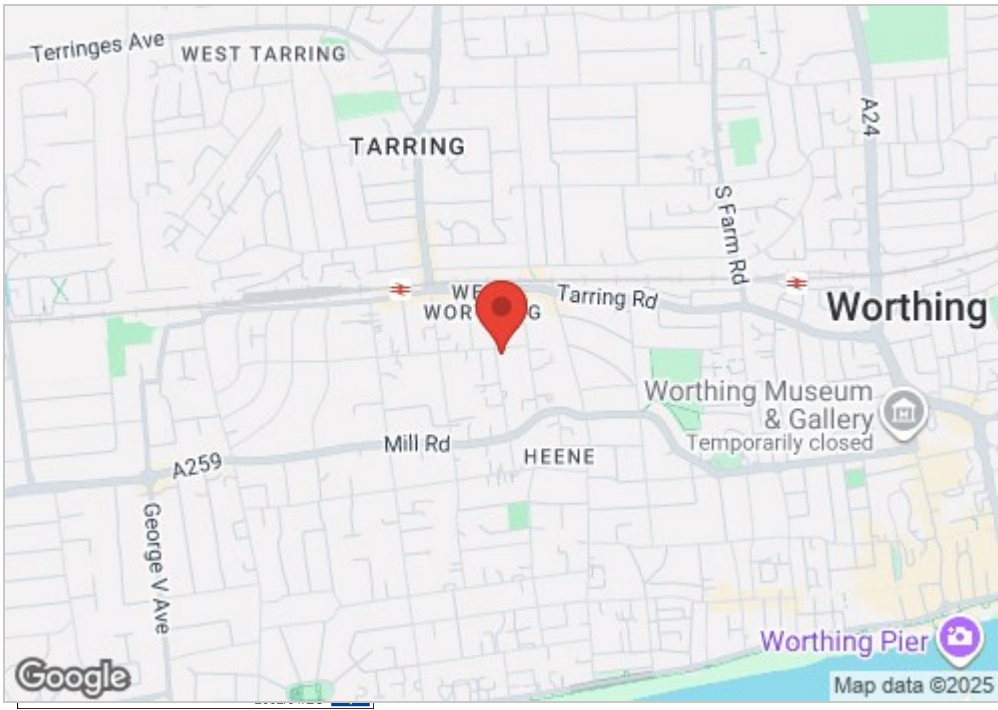 Terringes Ave
WEST TARRING
A24
TARRING
S Farm Rd
Tarring Rd
Worthing
Worthing Museum
& Gallery
Temporarily closed
Mill Rd
HEENE
A259
George V Ave
Worthing Pier
Google
Map data ©2025